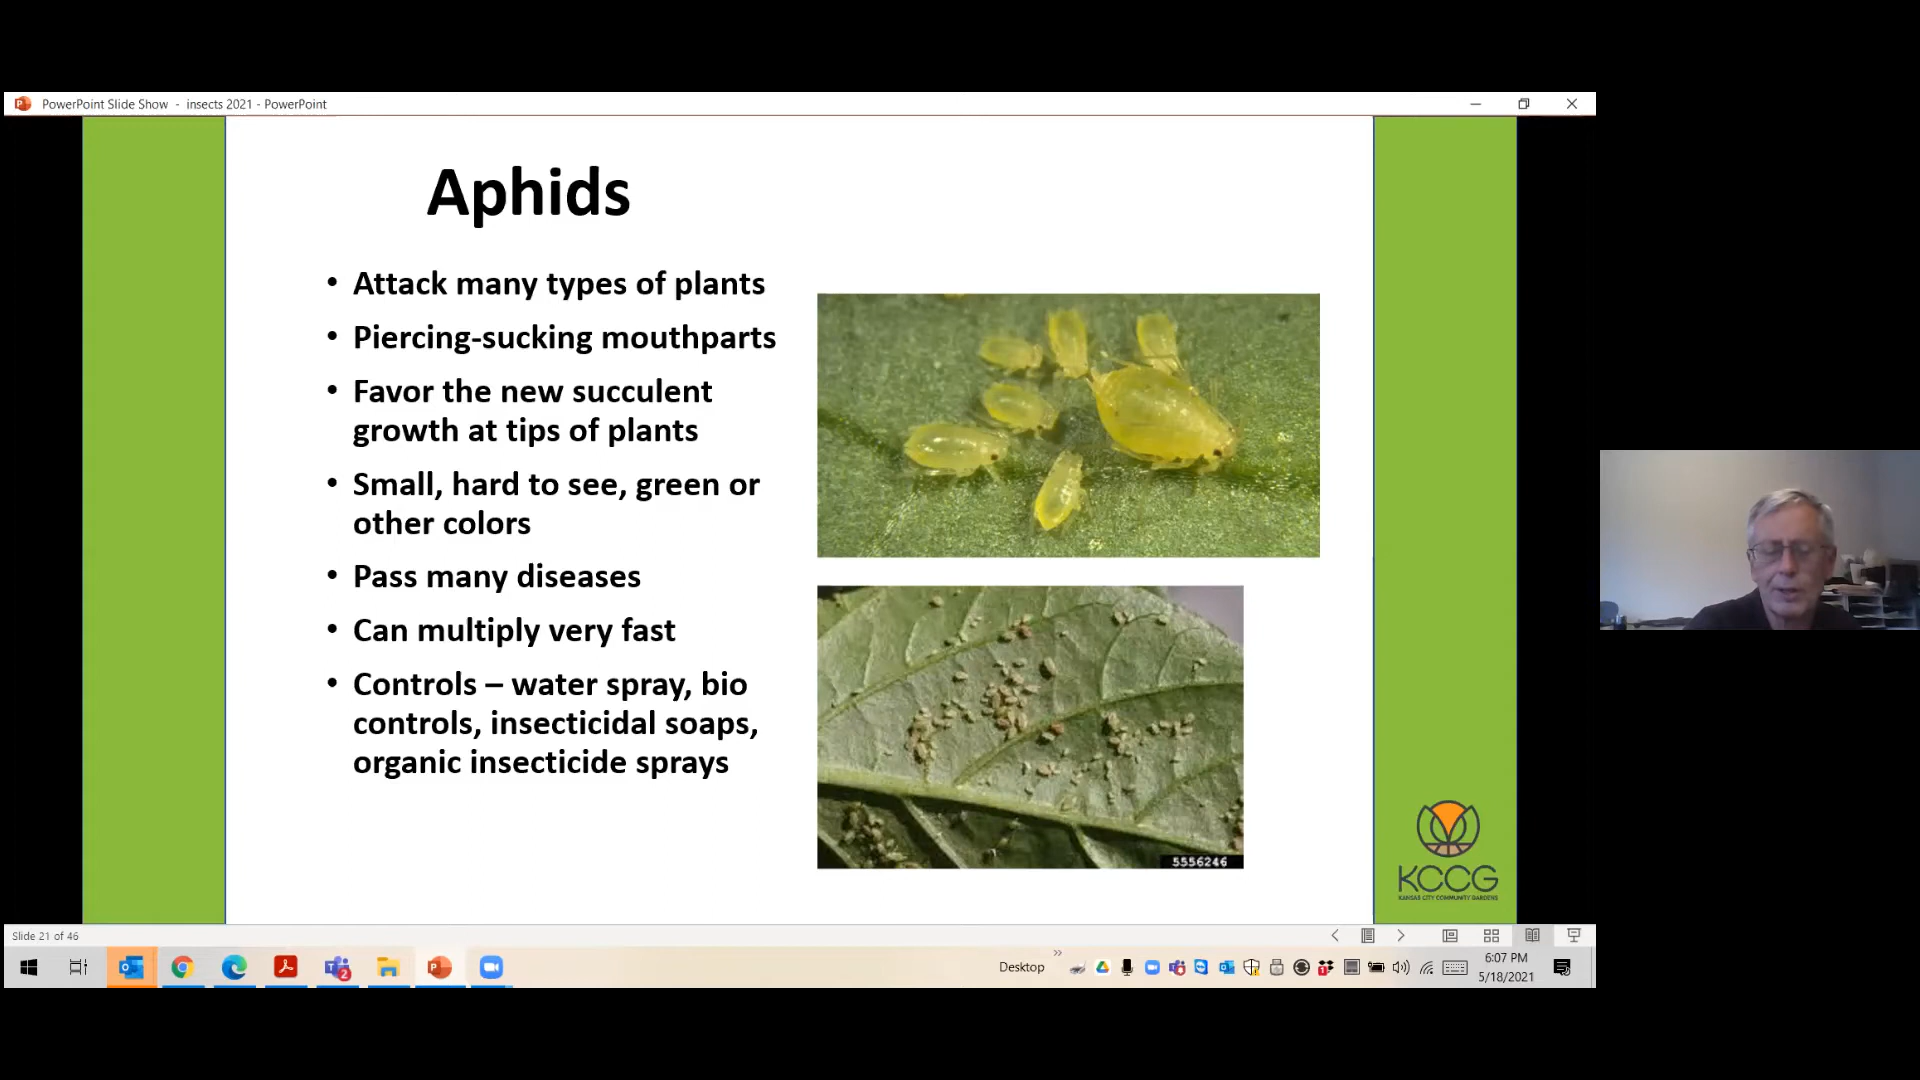 PowerPoint Slide Show - insects 2021 - PowerPoint
Aphids
• Attack many types of plants
• Piercing-sucking mouthparts
• Favor the new succulent
growth at tips of plants
• Small, hard to see, green or
other colors
• Pass many diseases
• Can multiply very fast
• Controls – water spray, bio
controls, insecticidal soaps,
organic insecticide sprays
5556246
KCCG
KANSAS CITY COMMUNITY GARDENS
Slide 21 of 46
2
Desktop
1
6:07 PM
5/18/2021